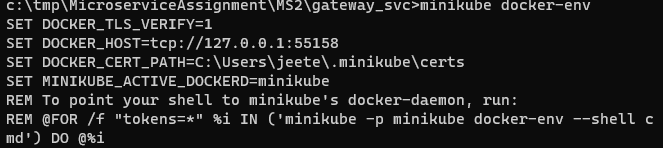 c:\tmp\MicroserviceAssignment\MS2\gateway_svc>minikube docker-env
SET DOCKER_TLS_VERIFY=1
SET DOCKER_HOST=tcp://127.0.0.1:55158
SET DOCKER_CERT_PATH=C:\Users\jeete\.minikube\certs
SET MINIKUBE_ACTIVE_DOCKERD=minikube
REM To point your shell to minikube's docker-daemon, run:
REM @FOR /f "tokens=*" %i IN ('minikube -p minikube docker-env --shell c
md') DO @%i